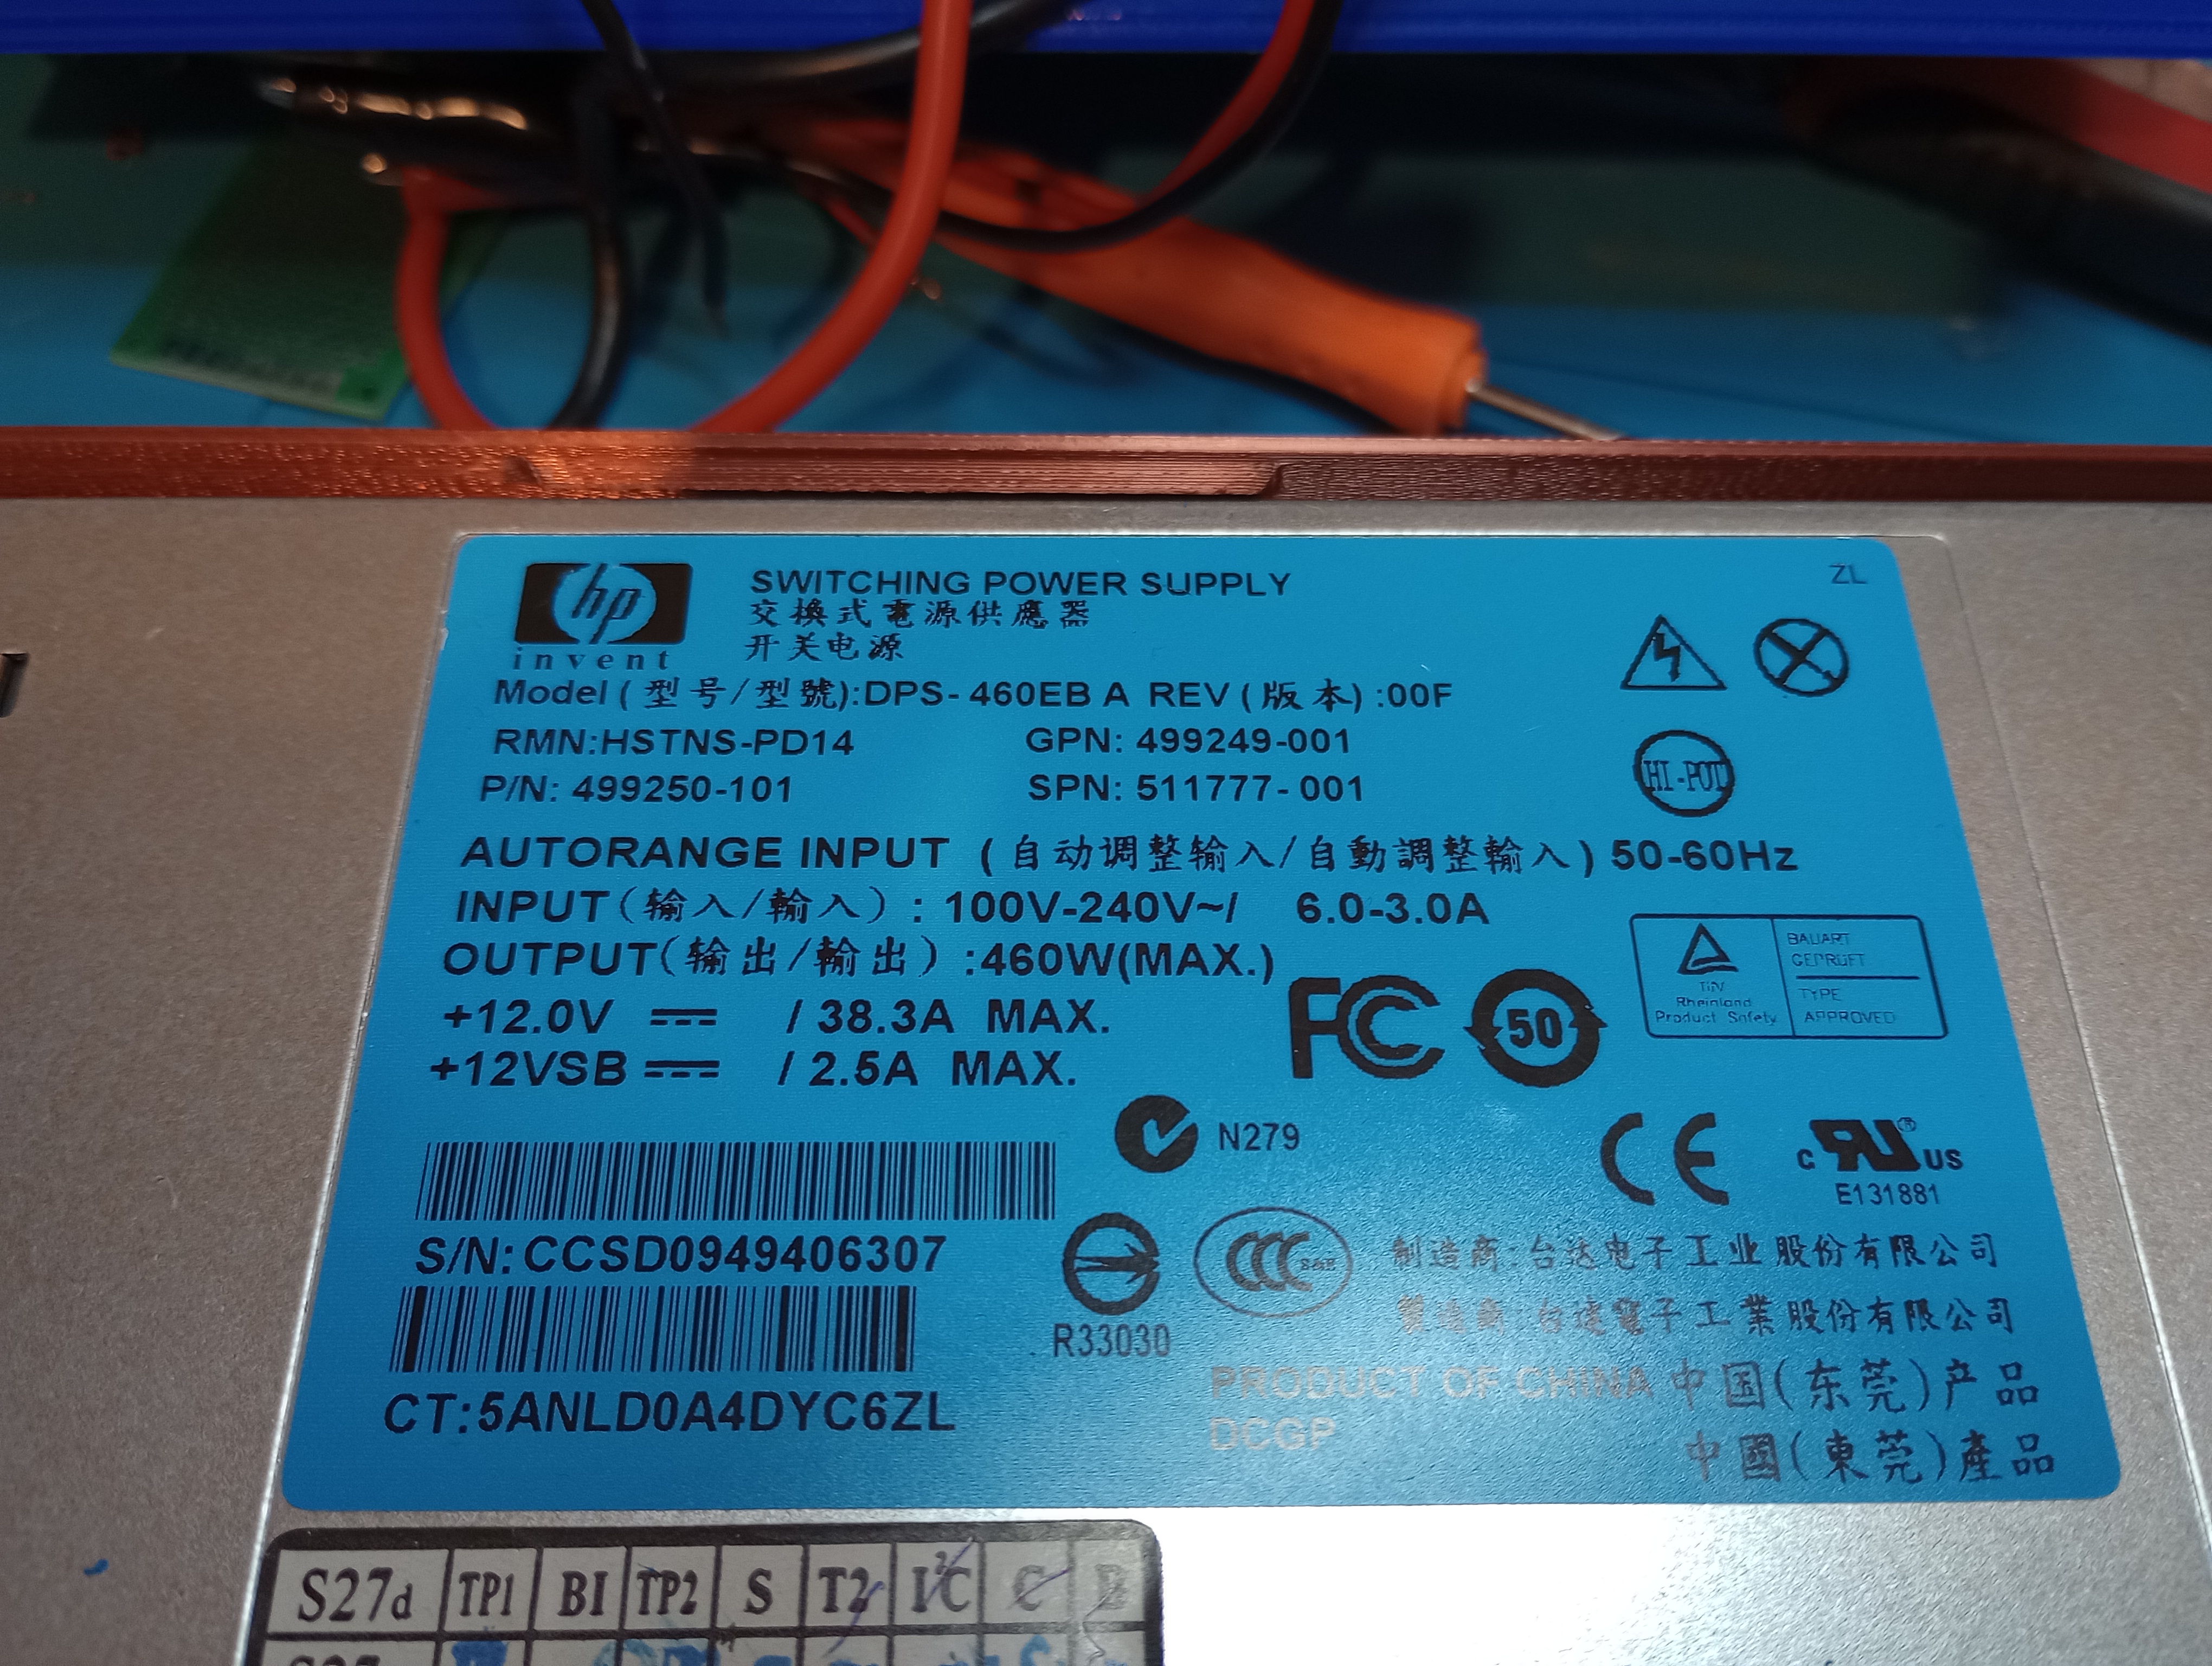 hp
invent
SWITCHING POWER SUPPLY
交換式電源供應器
开关电源
ZL
Model (型号/型號):DPS-460EB A REV (版本) :00F
RMN:HSTNS-PD14 GPN: 499249-001
P/N: 499250-101 SPN: 511777-001
HI-POT
AUTORANGE INPUT (自动调整输入/自動調整輸入) 50-60Hz
INPUT(输入/輸入) : 100V-240V~/ 6.0-3.0A
OUTPUT(输出/輸出) :460W(MAX.)
+12.0V ⎓ / 38.3A MAX.
+12VSB ⎓ / 2.5A MAX.
FC
50
TÜV
Rheinland
Product Safety
BAUART
GEPRÜFT
TYPE
APPROVED
N279
CE
c RU ® US
E131881
S/N: CCSD0949406307
CT:5ANLD0A4DYC6ZL
R33030
CCC S&E
制造商:台达电子工业股份有限公司
製造商:台達電子工業股份有限公司
PRODUCT OF CHINA 中国(东莞)产品
DCGP 中國(東莞)產品
S27d TP1 BI TP2 S T2 I²C C